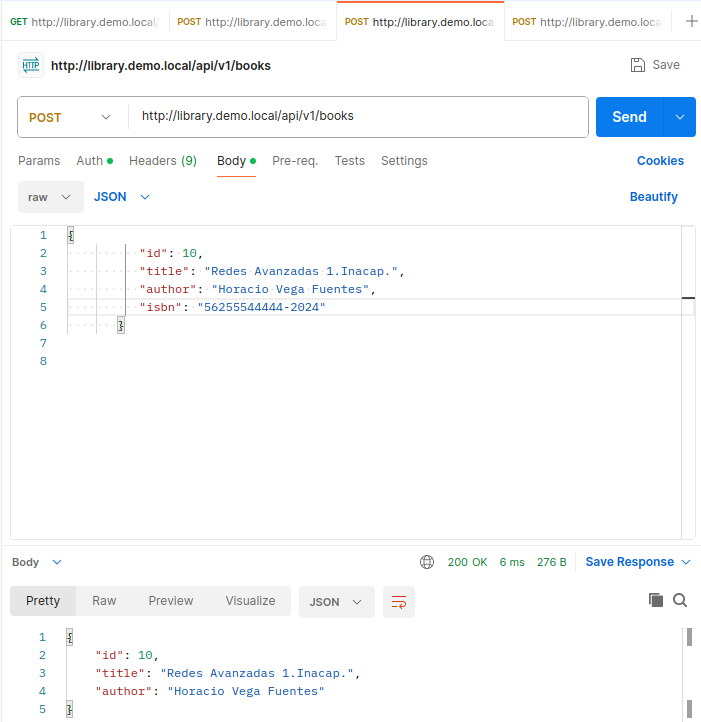 GET http://library.demo.local/ POST http://library.demo.loca POST http://library.demo.loca POST http://library.demo.loca +
HTTP http://library.demo.local/api/v1/books Save
POST http://library.demo.local/api/v1/books Send
Params Auth Headers (9) Body Pre-req. Tests Settings Cookies
raw JSON Beautify
1 {
2 "id": 10,
3 "title": "Redes Avanzadas 1.Inacap.",
4 "author": "Horacio Vega Fuentes",
5 "isbn": "56255544444-2024"
6 }
7
8
Body 200 OK 6 ms 276 B Save Response
Pretty Raw Preview Visualize JSON
1 {
2 "id": 10,
3 "title": "Redes Avanzadas 1.Inacap.",
4 "author": "Horacio Vega Fuentes"
5 }